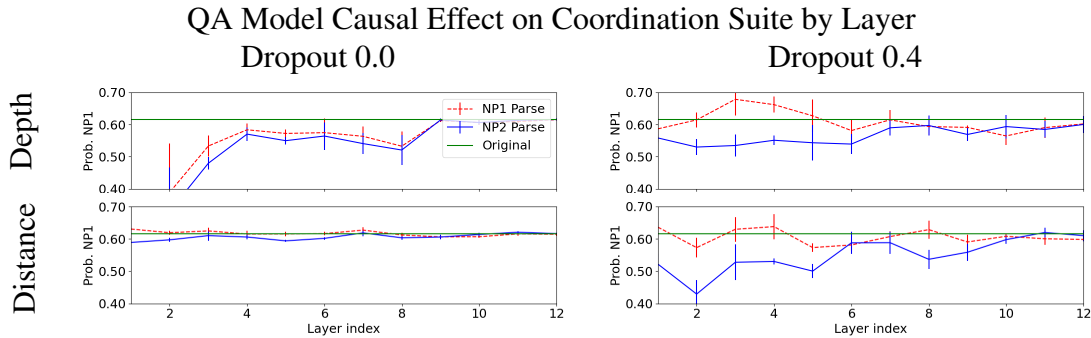 QA Model Causal Effect on Coordination Suite by Layer
Dropout 0.0
Dropout 0.4
Depth
Prob. NP1
0.70
0.60
0.50
0.40
NP1 Parse
NP2 Parse
Original
Prob. NP1
0.70
0.60
0.50
0.40
Distance
Prob. NP1
0.70
0.60
0.50
0.40
2 4 6 8 10 12
Layer index
Prob. NP1
0.70
0.60
0.50
0.40
2 4 6 8 10 12
Layer index